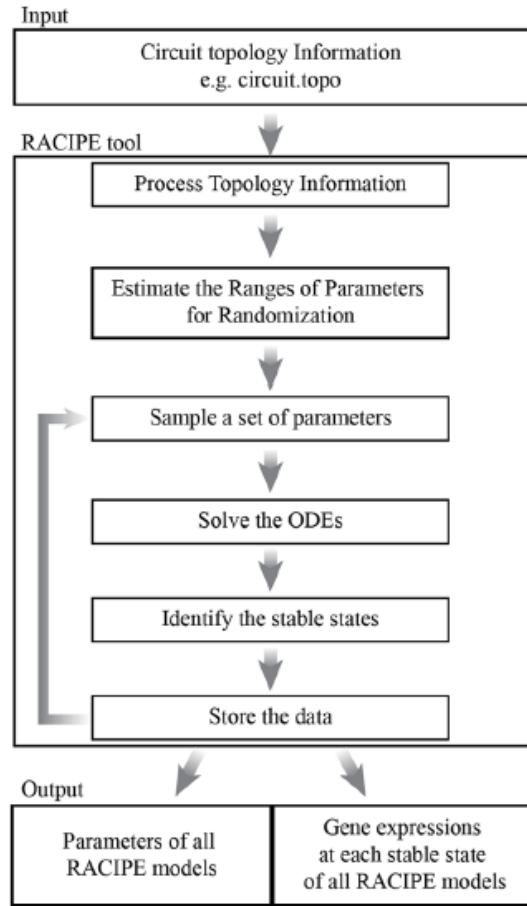 Input
Circuit topology Information
e.g. circuit.topo
RACIPE tool
Process Topology Information
Estimate the Ranges of Parameters
for Randomization
Sample a set of parameters
Solve the ODEs
Identify the stable states
Store the data
Output
Parameters of all
RACIPE models
Gene expressions
at each stable state
of all RACIPE models